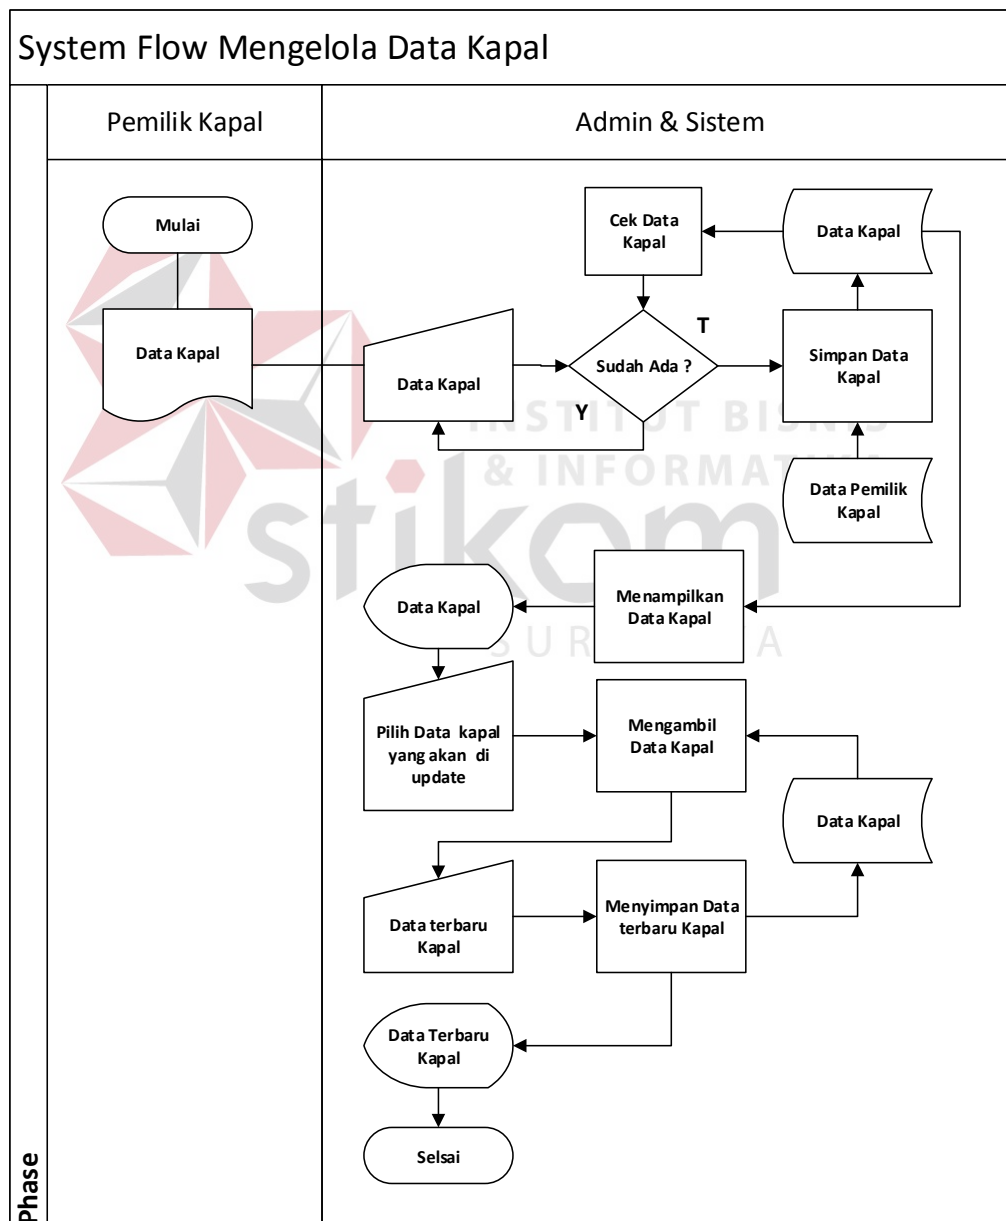 System Flow Mengelola Data Kapal
Pemilik Kapal
Admin & Sistem
Mulai
Cek Data
Kapal
Data Kapal
Data Kapal
Data Kapal
Sudah Ada ?
T
Y
Simpan Data
Kapal
Data Pemilik
Kapal
INSTITUT BISNIS
& INFORMATIKA
stikom
SURABAYA
Data Kapal
Menampilkan
Data Kapal
Pilih Data kapal
yang akan di
update
Mengambil
Data Kapal
Data Kapal
Data terbaru
Kapal
Menyimpan Data
terbaru Kapal
Data Terbaru
Kapal
Selsai
Phase